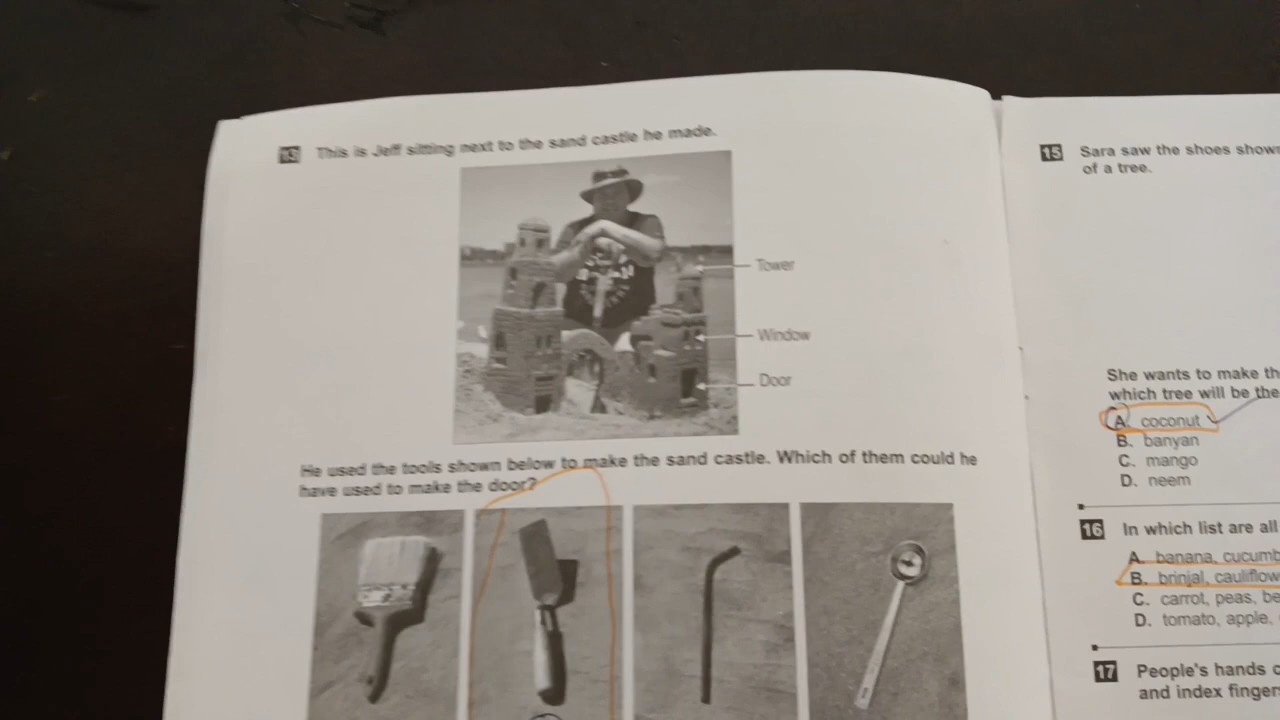 13 This is Jeff sitting next to the sand castle he made.
Tower
Window
Door
He used the tools shown below to make the sand castle. Which of them could he
have used to make the door?
15 Sara saw the shoes shown
of a tree.
She wants to make th
which tree will be the
A. coconut
B. banyan
C. mango
D. neem
16 In which list are all
A. banana, cucumb
B. brinjal, cauliflow
C. carrot, peas, be
D. tomato, apple,
17 People's hands c
and index finger